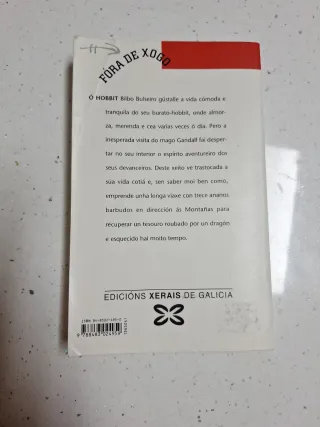 FÓRA DE XOGO
Ó HOBBIT Bilbo Bulseiro gústalle a vida cómoda e
tranquila do seu burato-hobbit, onde almor-
za, merenda e cea varias veces ó día. Pero a
inesperada visita do mago Gandalf fai desper-
tar no seu interior o espírito aventureiro dos
seus devanceiros. Deste xeito ve trastocada a
súa vida cotiá e, sen saber moi ben como,
emprende unha longa viaxe con trece ananos
barbudos en dirección ás Montañas para
recuperar un tesouro roubado por un dragón
e esquecido hai moito tempo.
EDICIÓNS XERAIS DE GALICIA